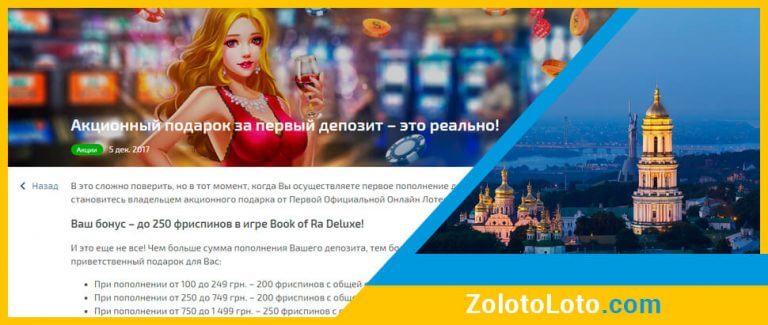 Акционный подарок за первый депозит – это реально!
Акции 5 дек. 2017
Назад
В это сложно поверить, но в тот момент, когда Вы осуществляете первое пополнение
становитесь владельцем акционного подарка от Первой Официальной Онлайн
Ваш бонус – до 250 фриспинов в игре Book of Ra Deluxe!
И это еще не все! Чем больше сумма пополнения Вашего депозита, тем
приветственный подарок для Вас:
• При пополнении от 100 до 249 грн. – 200 фриспинов с общей
• При пополнении от 250 до 749 грн. – 200 фриспинов с
• При пополнении от 750 до 1 499 грн. – 250
ZolotoLoto.com